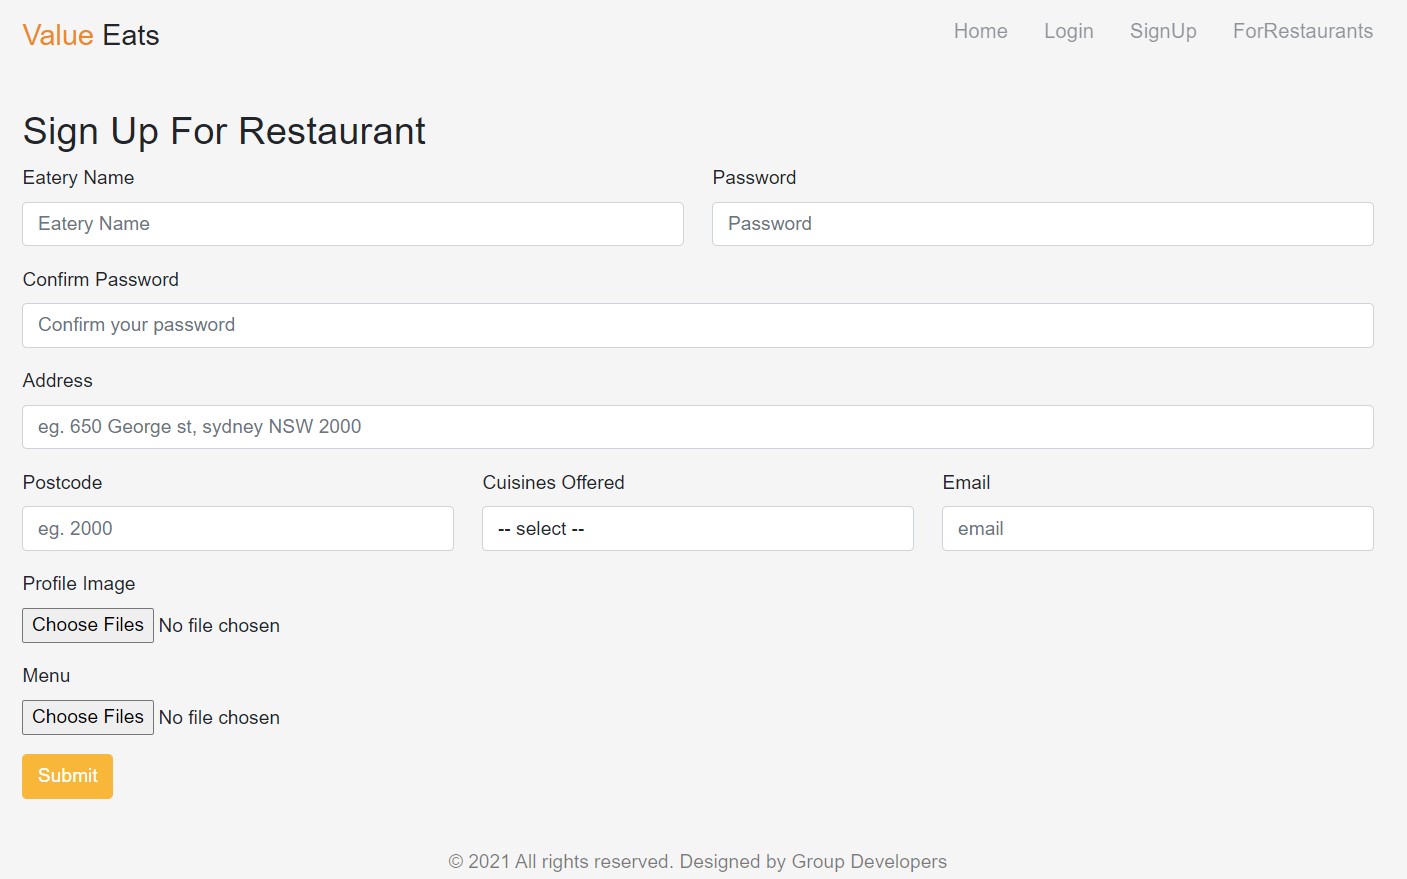 Value Eats
Home Login SignUp ForRestaurants
Sign Up For Restaurant
Eatery Name Password
Eatery Name Password
Confirm Password
Confirm your password
Address
eg. 650 George st, sydney NSW 2000
Postcode Cuisines Offered Email
eg. 2000 -- select -- email
Profile Image
Choose Files No file chosen
Menu
Choose Files No file chosen
Submit
© 2021 All rights reserved. Designed by Group Developers